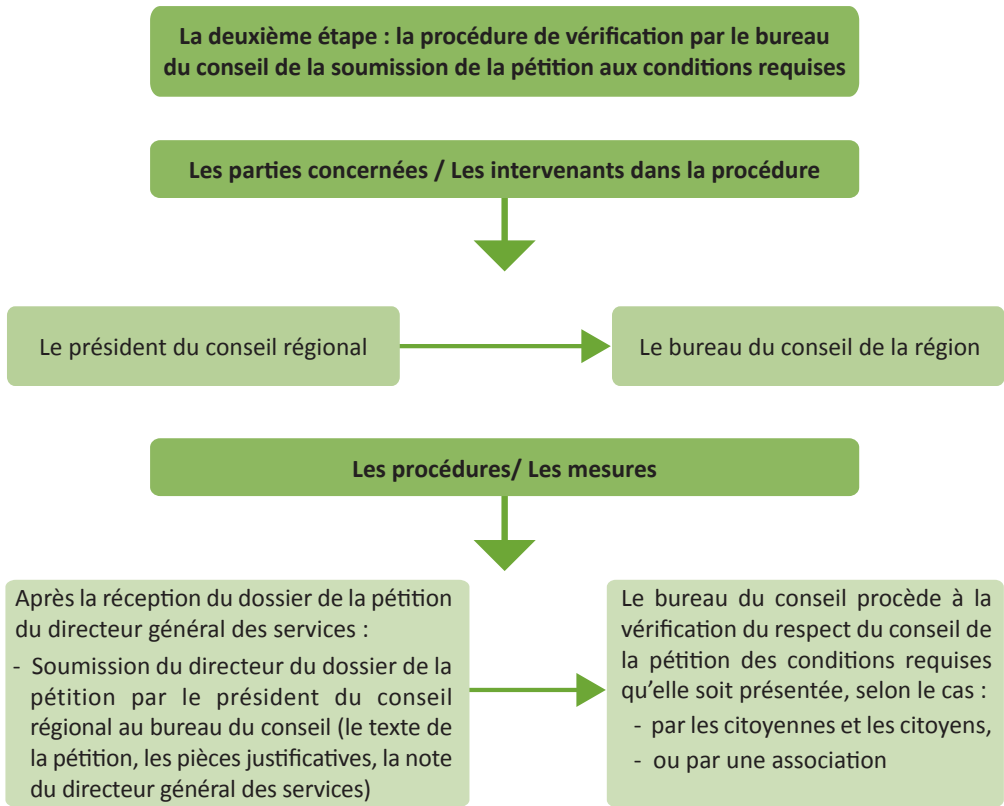 La deuxième étape : la procédure de vérification par le bureau
du conseil de la soumission de la pétition aux conditions requises
Les parties concernées / Les intervenants dans la procédure
Le président du conseil régional
Le bureau du conseil de la région
Les procédures/ Les mesures
Après la réception du dossier de la pétition
du directeur général des services :
- Soumission du directeur du dossier de la
pétition par le président du conseil
régional au bureau du conseil (le texte de
la pétition, les pièces justificatives, la note
du directeur général des services)
Le bureau du conseil procède à la
vérification du respect du conseil de
la pétition des conditions requises
qu’elle soit présentée, selon le cas :
- par les citoyennes et les citoyens,
- ou par une association